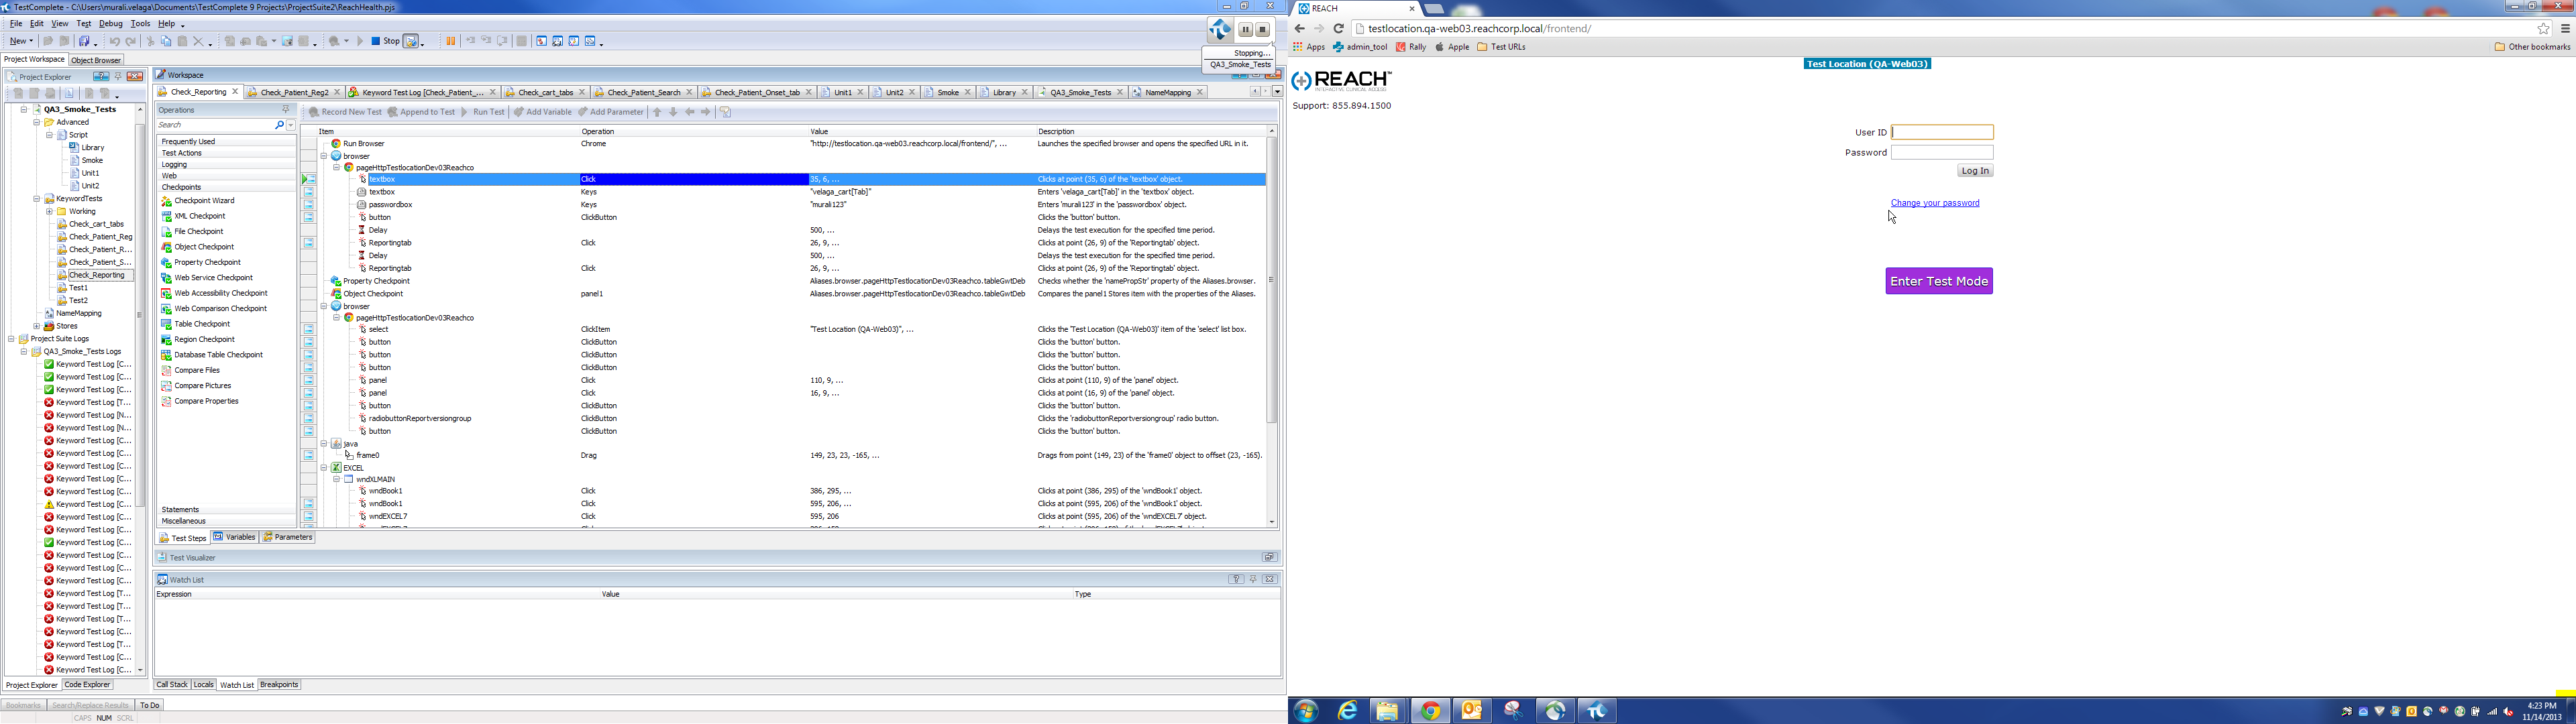 TestComplete - C:\Users\murali.velaga\Documents\TestComplete 9 Projects\ProjectSuite2\ReachHealth.pjs
File Edit View Test Debug Tools Help
New Stop
Stopping...
QA3_Smoke_Tests
Project Workspace Object Browser
Project Explorer
QA3_Smoke_Tests
Advanced
Script
Library
Smoke
Unit1
Unit2
KeywordTests
Working
Check_cart_tabs
Check_Patient_Reg
Check_Patient_R...
Check_Patient_S...
Check_Reporting
Test1
Test2
NameMapping
Stores
Project Suite Logs
QA3_Smoke_Tests Logs
Keyword Test Log [C...
Keyword Test Log [C...
Keyword Test Log [C...
Keyword Test Log [T...
Keyword Test Log [N...
Keyword Test Log [N...
Keyword Test Log [C...
Keyword Test Log [C...
Keyword Test Log [C...
Keyword Test Log [C...
Keyword Test Log [C...
Keyword Test Log [C...
Keyword Test Log [C...
Keyword Test Log [C...
Keyword Test Log [C...
Keyword Test Log [C...
Keyword Test Log [C...
Keyword Test Log [C...
Keyword Test Log [T...
Keyword Test Log [T...
Keyword Test Log [T...
Keyword Test Log [C...
Keyword Test Log [T...
Keyword Test Log [C...
Keyword Test Log [C...
Project Explorer Code Explorer
Workspace
Check_Reporting Check_Patient_Reg2 Keyword Test Log [Check_Patient_... Check_cart_tabs Check_Patient_Search Check_Patient_Onset_tab Unit1 Unit2 Smoke Library QA3_Smoke_Tests NameMapping
Operations
Search
Frequently Used
Test Actions
Logging
Web
Checkpoints
Checkpoint Wizard
XML Checkpoint
File Checkpoint
Object Checkpoint
Property Checkpoint
Web Service Checkpoint
Web Accessibility Checkpoint
Web Comparison Checkpoint
Table Checkpoint
Region Checkpoint
Database Table Checkpoint
Compare Files
Compare Pictures
Compare Properties
Statements
Miscellaneous
Record New Test Append to Test Run Test Add Variable Add Parameter
Item Operation Value Description
Run Browser Chrome "http://testlocation.qa-web03.reachcorp.local/frontend/", ... Launches the specified browser and opens the specified URL in it.
browser
pageHttpTestlocationDev03Reachco
textbox Click 35, 6, ... Clicks at point (35, 6) of the 'textbox' object.
textbox Keys "velaga_cart[Tab]" Enters 'velaga_cart[Tab]' in the 'textbox' object.
passwordbox Keys "murali123" Enters 'murali123' in the 'passwordbox' object.
button ClickButton Clicks the 'button' button.
Delay 500, ... Delays the test execution for the specified time period.
Reportingtab Click 26, 9, ... Clicks at point (26, 9) of the 'Reportingtab' object.
Delay 500, ... Delays the test execution for the specified time period.
Reportingtab Click 26, 9, ... Clicks at point (26, 9) of the 'Reportingtab' object.
Property Checkpoint Aliases.browser.pageHttpTestlocationDev03Reachco.tableGwtDeb Checks whether the 'namePropStr' property of the Aliases.browser.
Object Checkpoint panel1 Aliases.browser.pageHttpTestlocationDev03Reachco.tableGwtDeb Compares the panel1 Stores item with the properties of the Aliases.
browser
pageHttpTestlocationDev03Reachco
select ClickItem "Test Location (QA-Web03)", ... Clicks the 'Test Location (QA-Web03)' item of the 'select' list box.
button ClickButton Clicks the 'button' button.
button ClickButton Clicks the 'button' button.
button ClickButton Clicks the 'button' button.
panel Click 110, 9, ... Clicks at point (110, 9) of the 'panel' object.
panel Click 16, 9, ... Clicks at point (16, 9) of the 'panel' object.
button ClickButton Clicks the 'button' button.
radiobuttonReportversiongroup ClickButton Clicks the 'radiobuttonReportversiongroup' radio button.
button ClickButton Clicks the 'button' button.
java
frame0 Drag 149, 23, 23, -165, ... Drags from point (149, 23) of the 'frame0' object to offset (23, -165).
EXCEL
wndXLMAIN
wndBook1 Click 386, 295, ... Clicks at point (386, 295) of the 'wndBook1' object.
wndBook1 Click 595, 206, ... Clicks at point (595, 206) of the 'wndBook1' object.
wndEXCEL7 Click 595, 206 Clicks at point (595, 206) of the 'wndEXCEL7' object.
Test Steps Variables Parameters
Test Visualizer
Watch List
Expression Value Type
Call Stack Locals Watch List Breakpoints
Bookmarks Search/Replace Results To Do
CAPS NUM SCRL
REACH
testlocation.qa-web03.reachcorp.local/frontend/
Apps admin_tool Rally Apple Test URLs Other bookmarks
Test Location (QA-Web03)
REACH™
INTERACTIVE CLINICAL ACCESS
Support: 855.894.1500
User ID
Password
Log In
Change your password
Enter Test Mode
4:23 PM
11/14/2013